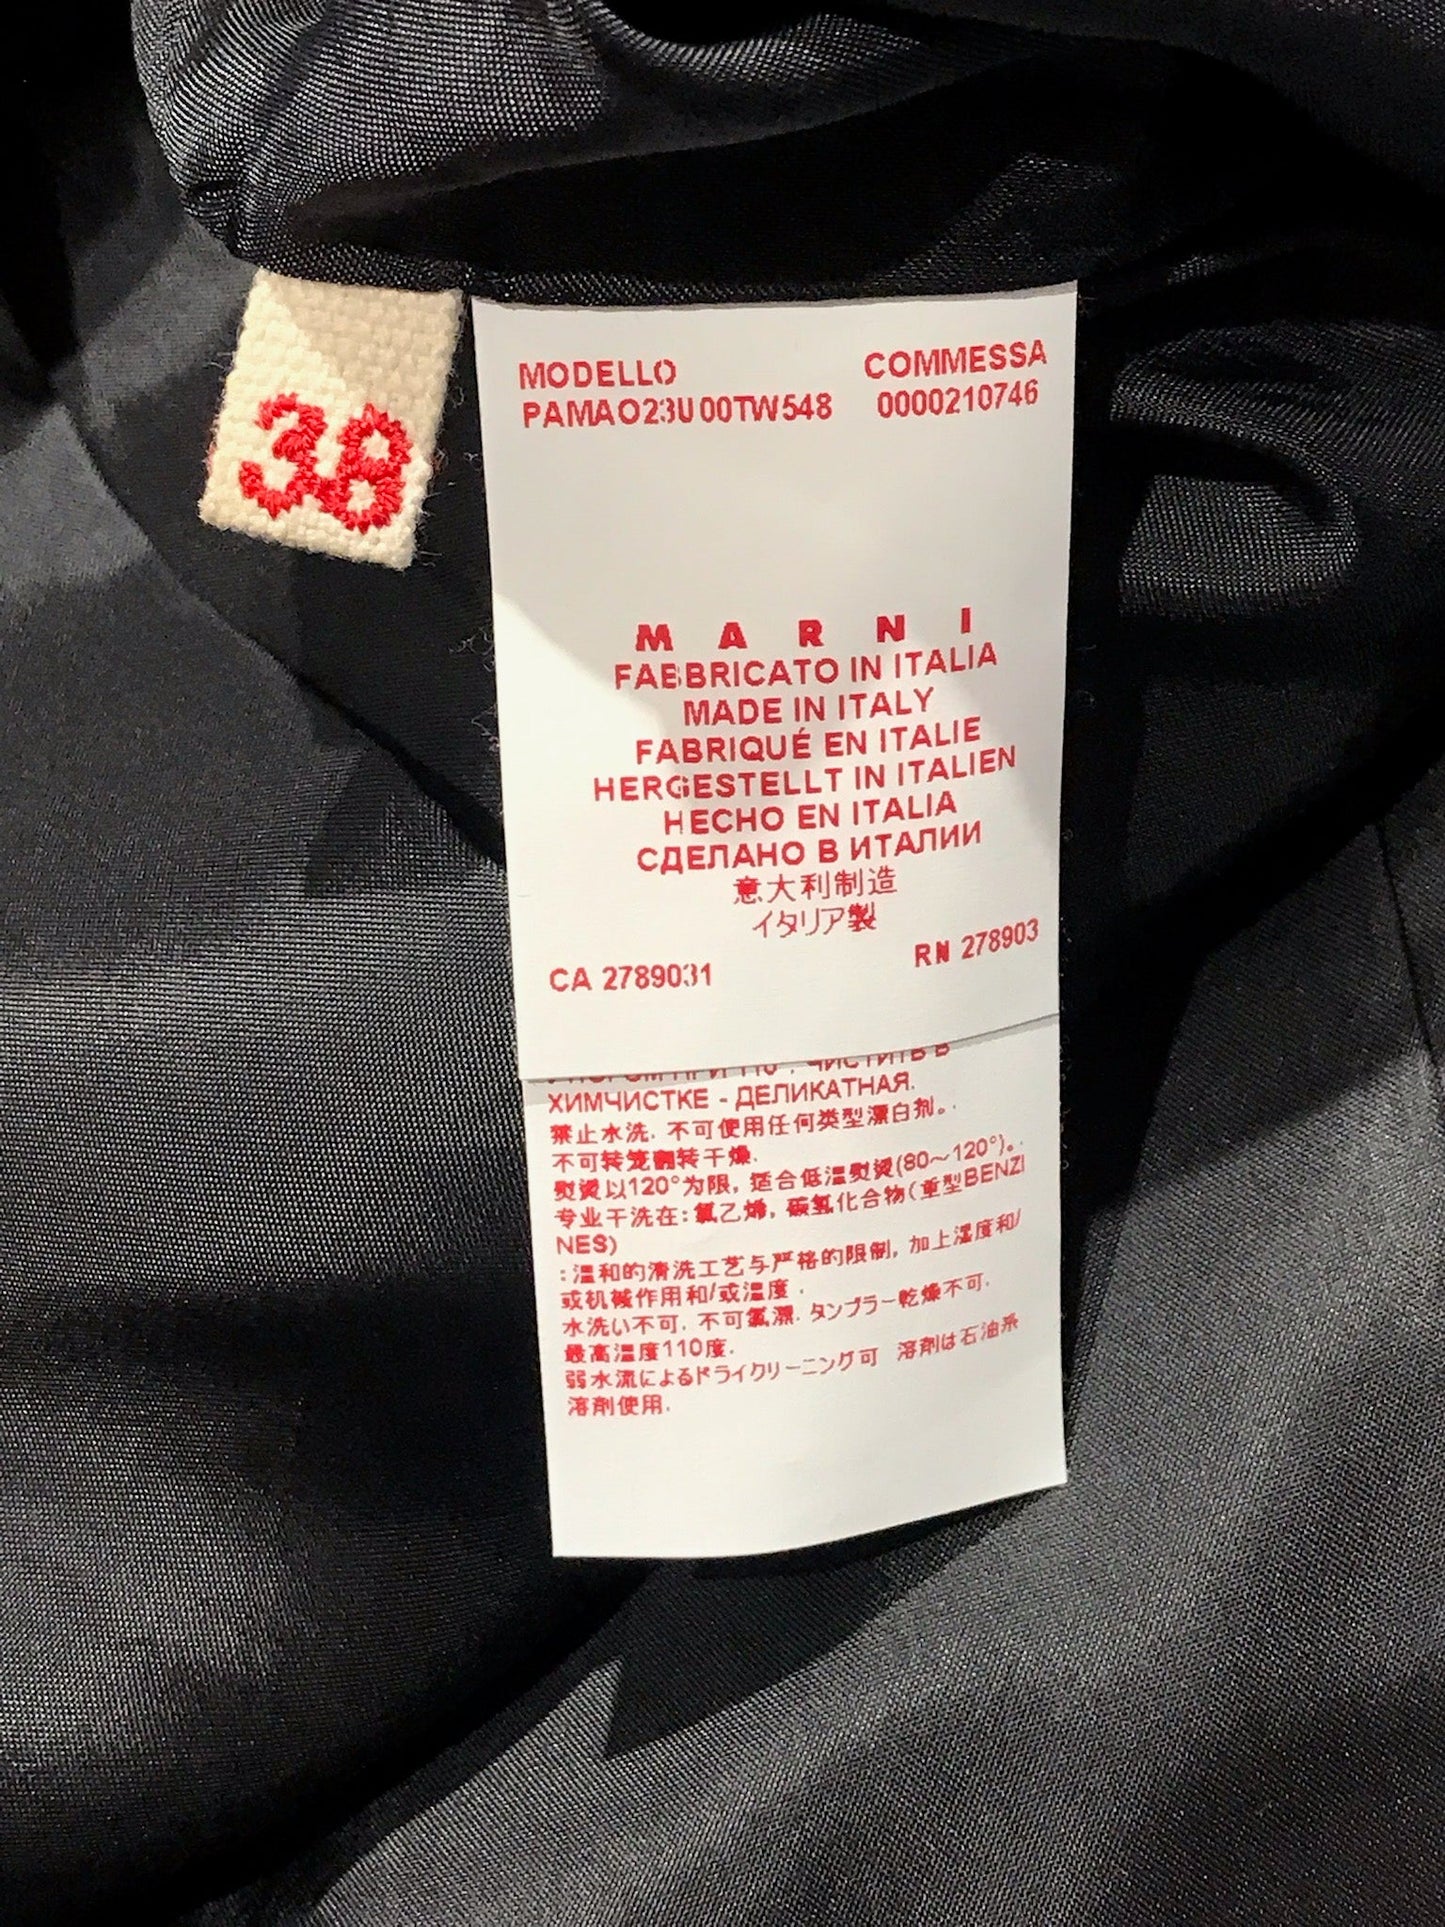 38
MODELLO COMMESSA
PAMAO23U00TW548 0000210746
MARNI
FABBRICATO IN ITALIA
MADE IN ITALY
FABRIQUÉ EN ITALIE
HERGESTELLT IN ITALIEN
HECHO EN ITALIA
СДЕЛАНО В ИТАЛИИ
意大利制造
イタリア製
CA 2789031 RN 278903
ЧИСТИТЬ В
ХИМЧИСТКЕ - ДЕЛИКАТНАЯ.
禁止水洗. 不可使用任何类型漂白剂。.
不可转笼翻转干燥.
熨烫以120°为限, 适合低温熨烫(80~120°)。.
专业干洗在: 氯乙烯, 碳氢化合物(重型BENZI
NES)
: 温和的清洗工艺与严格的限制, 加上湿度和/
或机械作用和/或温度 .
水洗い不可. 不可氯漂. タンブラー乾燥不可.
最高温度110度.
弱水流によるドライクリーニング可 溶剤は石油系
溶剤使用.